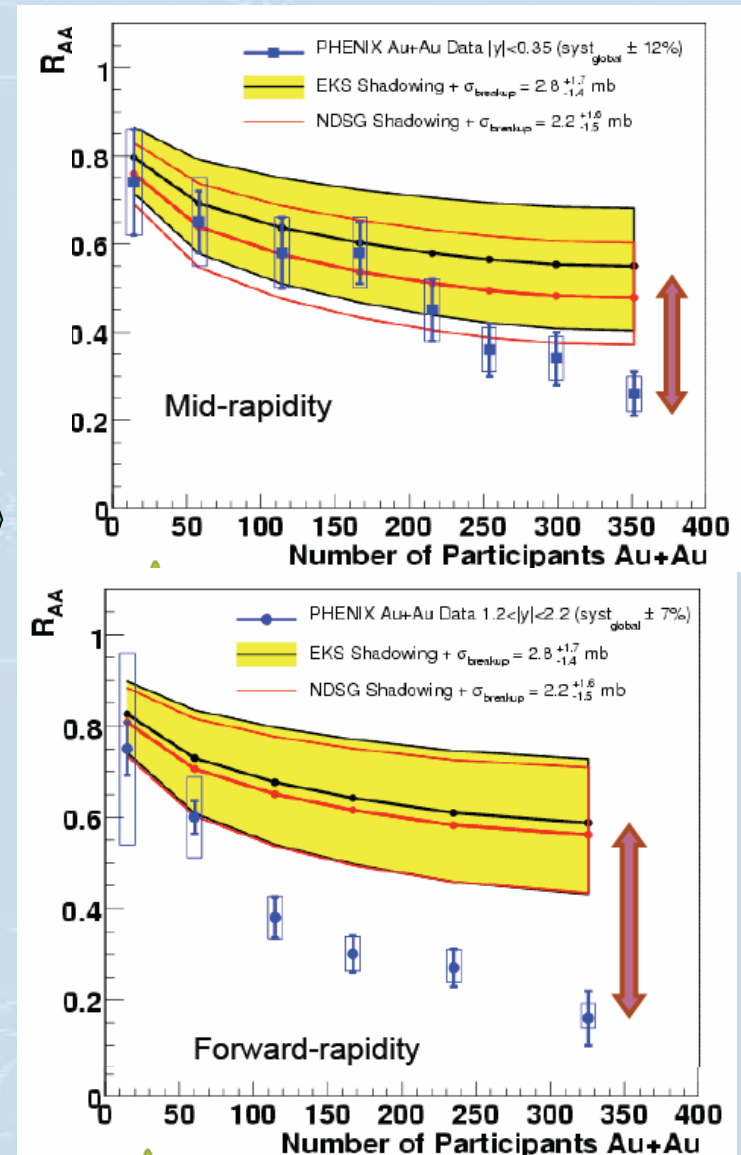 R_AA
PHENIX Au+Au Data |y|<0.35 (syst_global ± 12%)
EKS Shadowing + σ_breakup = 2.8 +1.7 -1.4 mb
NDSG Shadowing + σ_breakup = 2.2 +1.6 -1.5 mb
1
0.8
0.6
0.4
0.2
0
Mid-rapidity
0 50 100 150 200 250 300 350 400
Number of Participants Au+Au
R_AA
PHENIX Au+Au Data 1.2<|y|<2.2 (syst_global ± 7%)
EKS Shadowing + σ_breakup = 2.8 +1.7 -1.4 mb
NDSG Shadowing + σ_breakup = 2.2 +1.6 -1.5 mb
1
0.8
0.6
0.4
0.2
0
Forward-rapidity
0 50 100 150 200 250 300 350 400
Number of Participants Au+Au